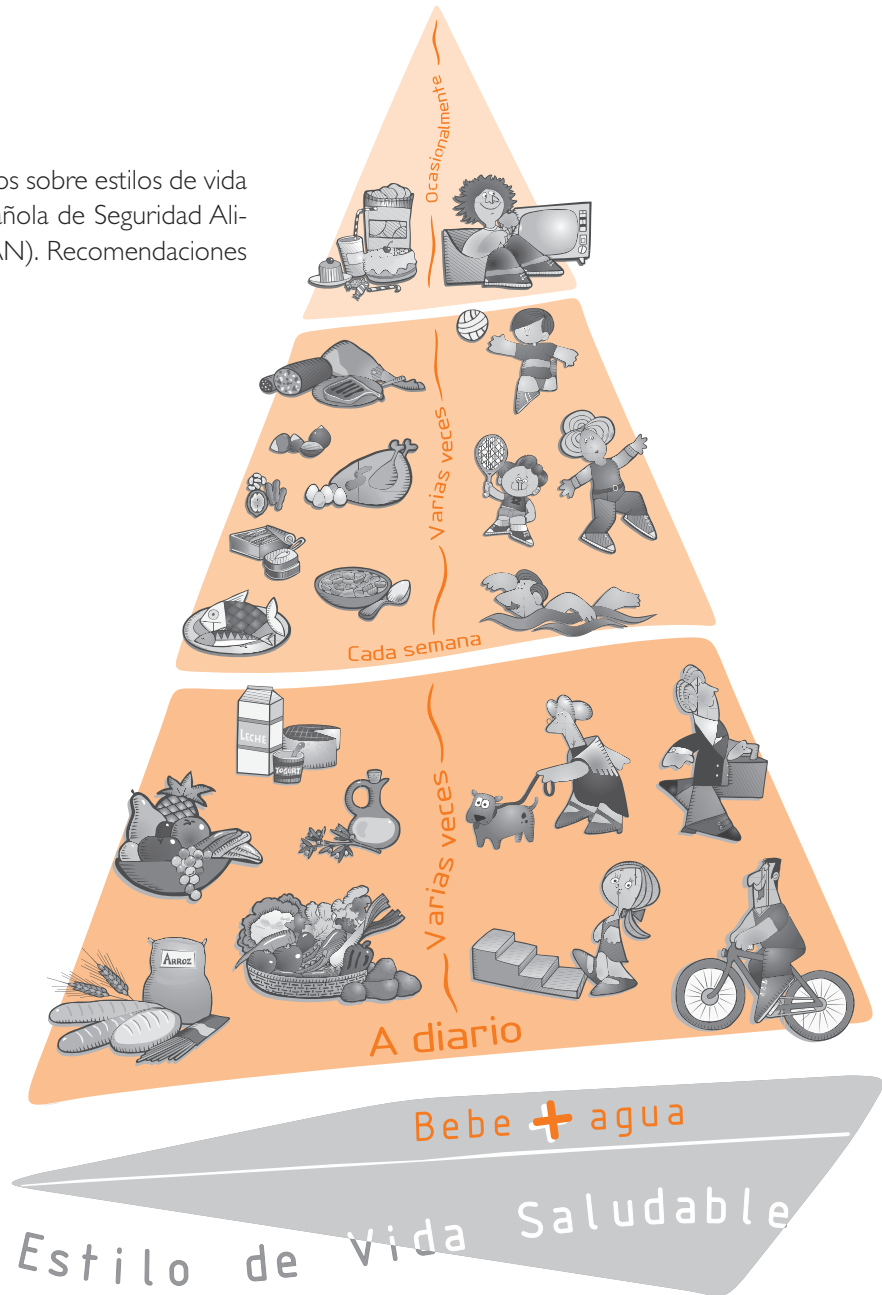 Ocasionalmente
os sobre estilos de vida
añola de Seguridad Ali-
AN). Recomendaciones
Varias veces
Cada semana
LECHE
YOGURT
Varias veces
ARROZ
A diario
Bebe + agua
Estilo de Vida Saludable